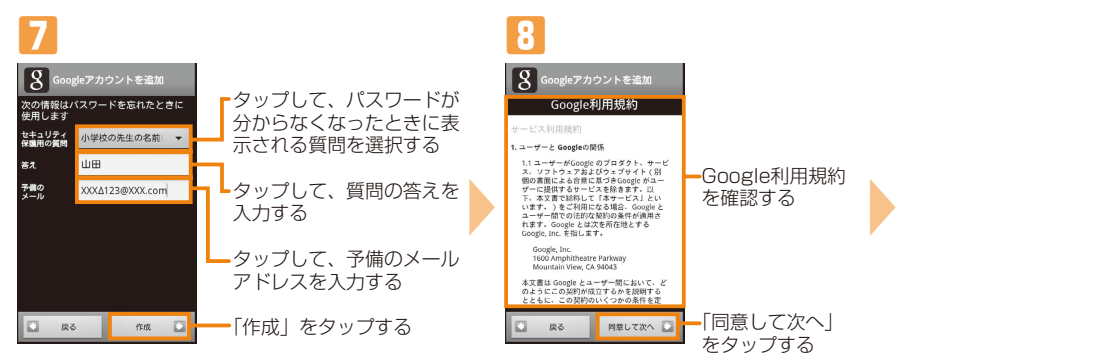 7
g Googleアカウントを追加
次の情報はパスワードを忘れたときに
使用します
セキュリティ
保護用の質問
小学校の先生の名前
答え
山田
予備の
メール
XXXΔ123@XXX.com
戻る
作成
タップして、パスワードが
分からなくなったときに表
示される質問を選択する
タップして、質問の答えを
入力する
タップして、予備のメール
アドレスを入力する
「作成」をタップする
8
g Googleアカウントを追加
Google利用規約
サービス利用規約
1. ユーザーと Googleの関係
1.1 ユーザーがGoogle のプロダクト、サービ
ス、ソフトウェアおよびウェブサイト ( 別
個の書面による合意に基づきGoogle がユー
ザーに提供するサービスを除きます。以
下、本文書で総称して「本サービス」とい
います。 ) をご利用になる場合、Google と
ユーザー間での法的な契約の条件が適用さ
れます。Google とは次を所在地とする
Google, Inc. を指します。
Google, Inc.
1600 Amphitheatre Parkway
Mountain View, CA 94043
本文書は Google とユーザー間において、ど
のようにこの契約が成立するかを説明する
とともに、この契約のいくつかの条件を定
戻る
同意して次へ
Google利用規約
を確認する
「同意して次へ」
をタップする